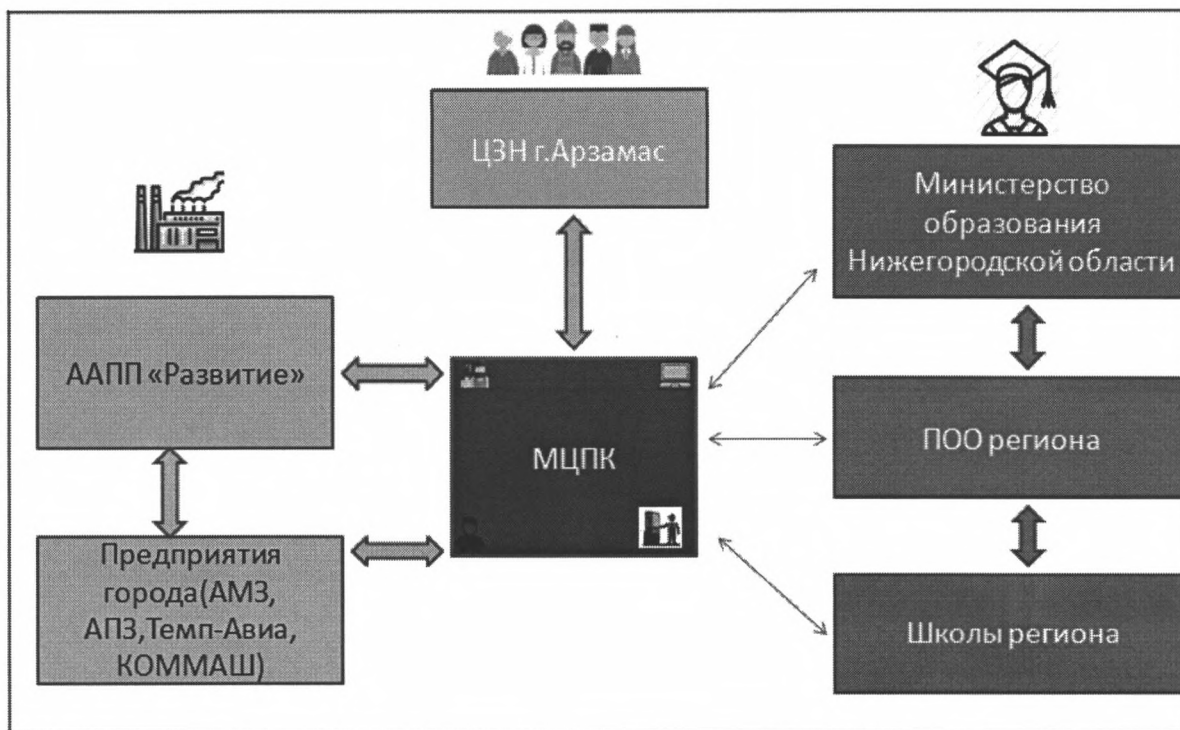 ЦЗН г.Арзамас
Министерство
образования
Нижегородской области
ААПП «Развитие»
МЦПК
ПОО региона
Предприятия
города(АМЗ,
АПЗ,Темп-Авиа,
КОММАШ)
Школы региона